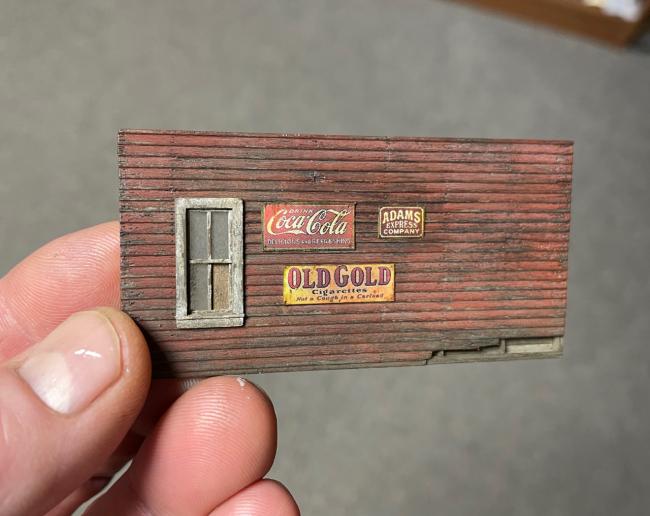 DRINK
Coca-Cola
DELICIOUS AND REFRESHING
ADAMS
EXPRESS
COMPANY
OLD GOLD
Cigarettes
Not a Cough in a Carload